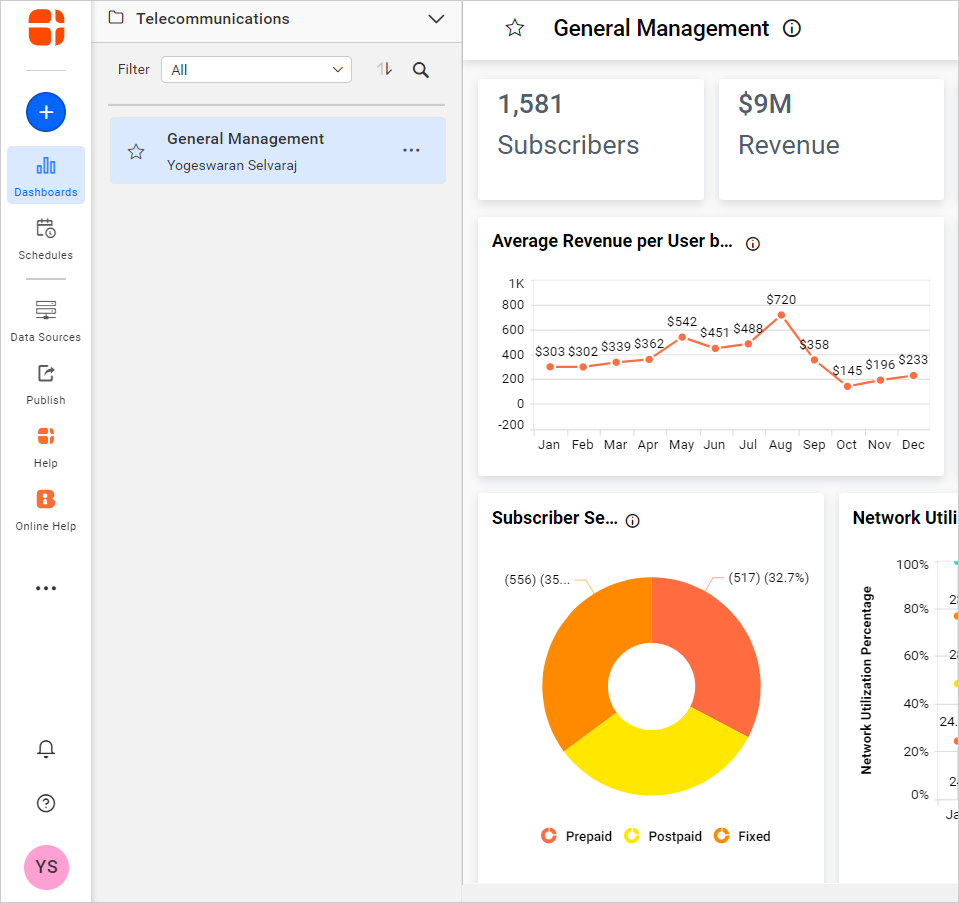 Telecommunications
Filter
All
General Management
Yogeswaran Selvaraj
Dashboards
Schedules
Data Sources
Publish
Help
Online Help
YS
General Management
1,581
Subscribers
$9M
Revenue
Average Revenue per User b...
1K
800
600
400
200
0
-200
$303 $302 $339 $362 $542 $451 $488 $720 $358 $145 $196 $233
Jan Feb Mar Apr May Jun Jul Aug Sep Oct Nov Dec
Subscriber Se...
(556) (35...
(517) (32.7%)
Prepaid Postpaid Fixed
Network Utili
Network Utilization Percentage
100%
80%
60%
40%
20%
0%
24.
24
Ja